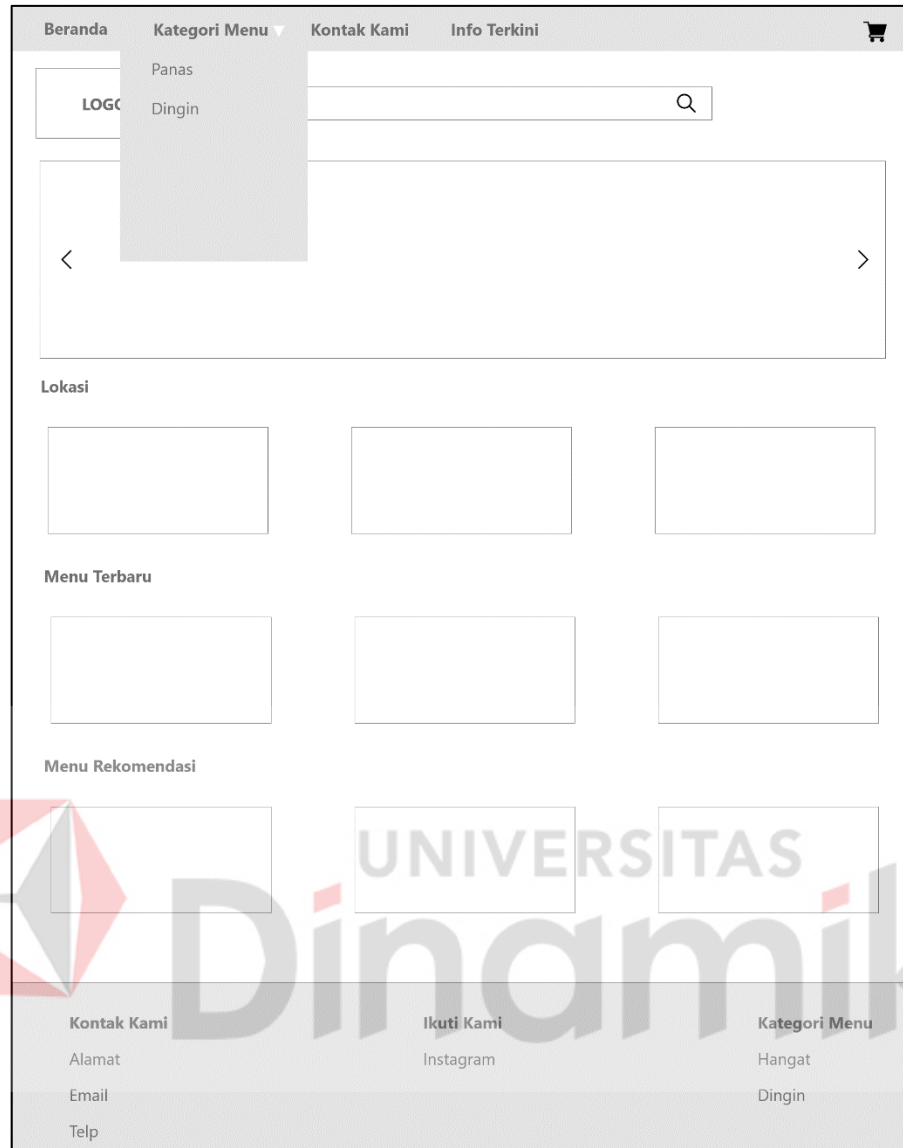 Beranda Kategori Menu Kontak Kami Info Terkini
Panas
Dingin
LOGO
Lokasi
Menu Terbaru
Menu Rekomendasi
UNIVERSITAS
Dinamik
Kontak Kami Ikuti Kami Kategori Menu
Alamat Instagram Hangat
Email Dingin
Telp